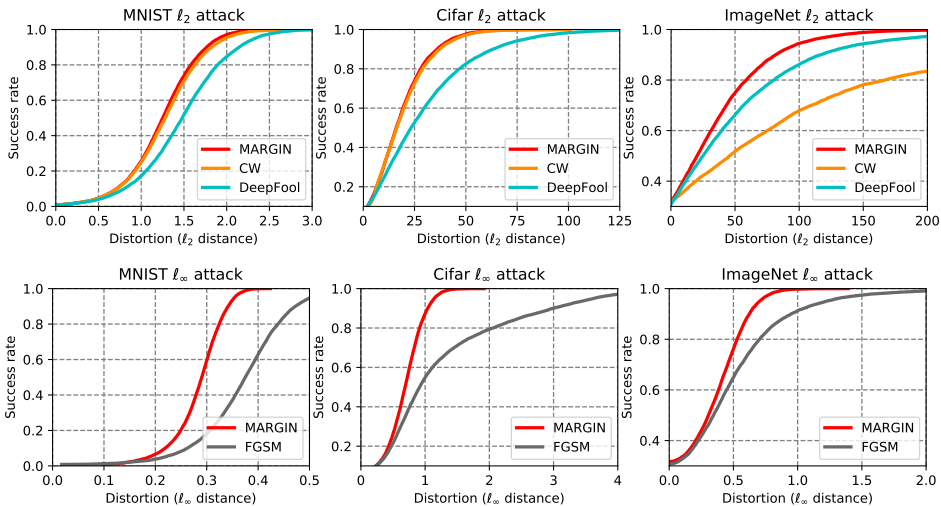 MNIST ℓ2 attack
Success rate
1.0
0.8
0.6
0.4
0.2
0.0
0.0 0.5 1.0 1.5 2.0 2.5 3.0
Distortion (ℓ2 distance)
MARGIN
CW
DeepFool
Cifar ℓ2 attack
Success rate
1.0
0.8
0.6
0.4
0.2
0 25 50 75 100 125
Distortion (ℓ2 distance)
MARGIN
CW
DeepFool
ImageNet ℓ2 attack
Success rate
1.0
0.8
0.6
0.4
0 50 100 150 200
Distortion (ℓ2 distance)
MARGIN
CW
DeepFool
MNIST ℓ∞ attack
Success rate
1.0
0.8
0.6
0.4
0.2
0.0
0.0 0.1 0.2 0.3 0.4 0.5
Distortion (ℓ∞ distance)
MARGIN
FGSM
Cifar ℓ∞ attack
Success rate
1.0
0.8
0.6
0.4
0.2
0 1 2 3 4
Distortion (ℓ∞ distance)
MARGIN
FGSM
ImageNet ℓ∞ attack
Success rate
1.0
0.8
0.6
0.4
0.0 0.5 1.0 1.5 2.0
Distortion (ℓ∞ distance)
MARGIN
FGSM